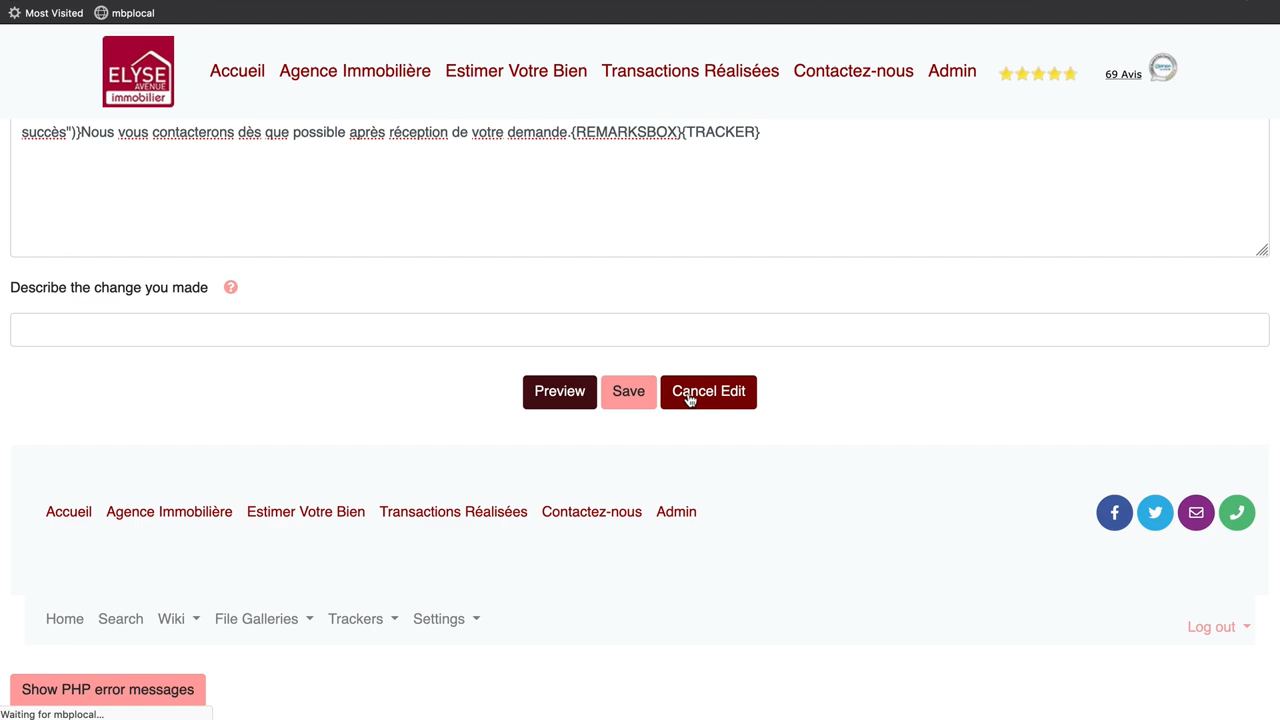 Most Visited mbplocal
ELYSE
AVENUE
immobilier
Accueil Agence Immobilière Estimer Votre Bien Transactions Réalisées Contactez-nous Admin 69 Avis
succès")}Nous vous contacterons dès que possible après réception de votre demande.{REMARKSBOX}{TRACKER}
Describe the change you made ?
Preview Save Cancel Edit
Accueil Agence Immobilière Estimer Votre Bien Transactions Réalisées Contactez-nous Admin
Home Search Wiki File Galleries Trackers Settings
Log out
Show PHP error messages
Waiting for mbplocal...